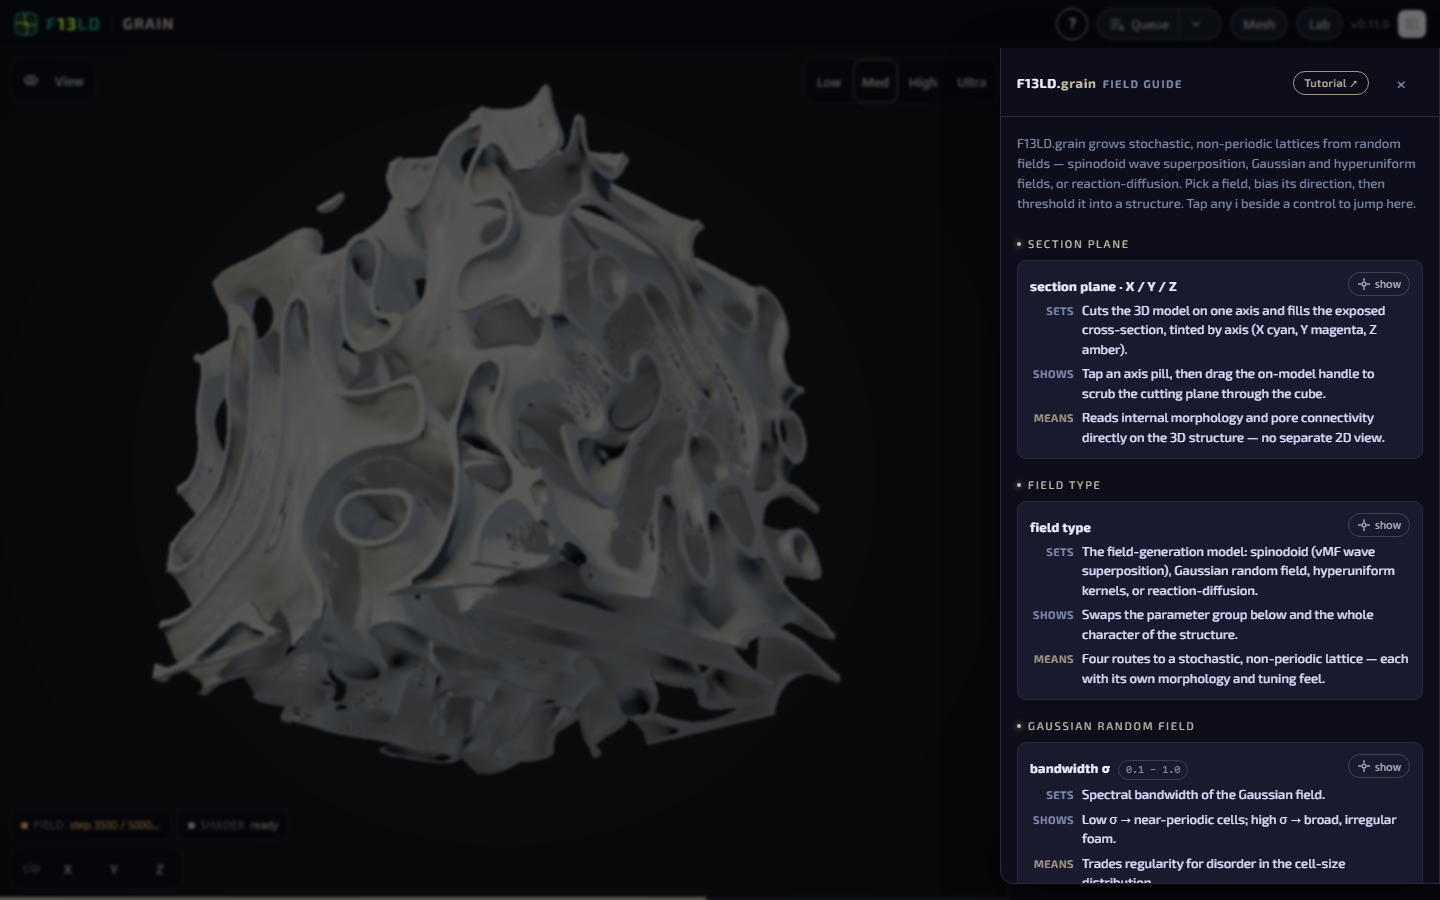 F13LD GRAIN
? Queue Mesh Lab v0.11.0
View
Low Med High Ultra
F13LD.grain FIELD GUIDE
Tutorial ↗ ×
F13LD.grain grows stochastic, non-periodic lattices from random
fields — spinodoid wave superposition, Gaussian and hyperuniform
fields, or reaction-diffusion. Pick a field, bias its direction, then
threshold it into a structure. Tap any i beside a control to jump here.
SECTION PLANE
section plane · X / Y / Z
show
SETS Cuts the 3D model on one axis and fills the exposed
cross-section, tinted by axis (X cyan, Y magenta, Z
amber).
SHOWS Tap an axis pill, then drag the on-model handle to
scrub the cutting plane through the cube.
MEANS Reads internal morphology and pore connectivity
directly on the 3D structure — no separate 2D view.
FIELD TYPE
field type
show
SETS The field-generation model: spinodoid (vMF wave
superposition), Gaussian random field, hyperuniform
kernels, or reaction-diffusion.
SHOWS Swaps the parameter group below and the whole
character of the structure.
MEANS Four routes to a stochastic, non-periodic lattice — each
with its own morphology and tuning feel.
GAUSSIAN RANDOM FIELD
bandwidth σ 0.1 – 1.0
show
SETS Spectral bandwidth of the Gaussian field.
SHOWS Low σ → near-periodic cells; high σ → broad, irregular
foam.
MEANS Trades regularity for disorder in the cell-size
distribution.
FIELD step 3500 / 5000...
SHADER ready
clip X Y Z